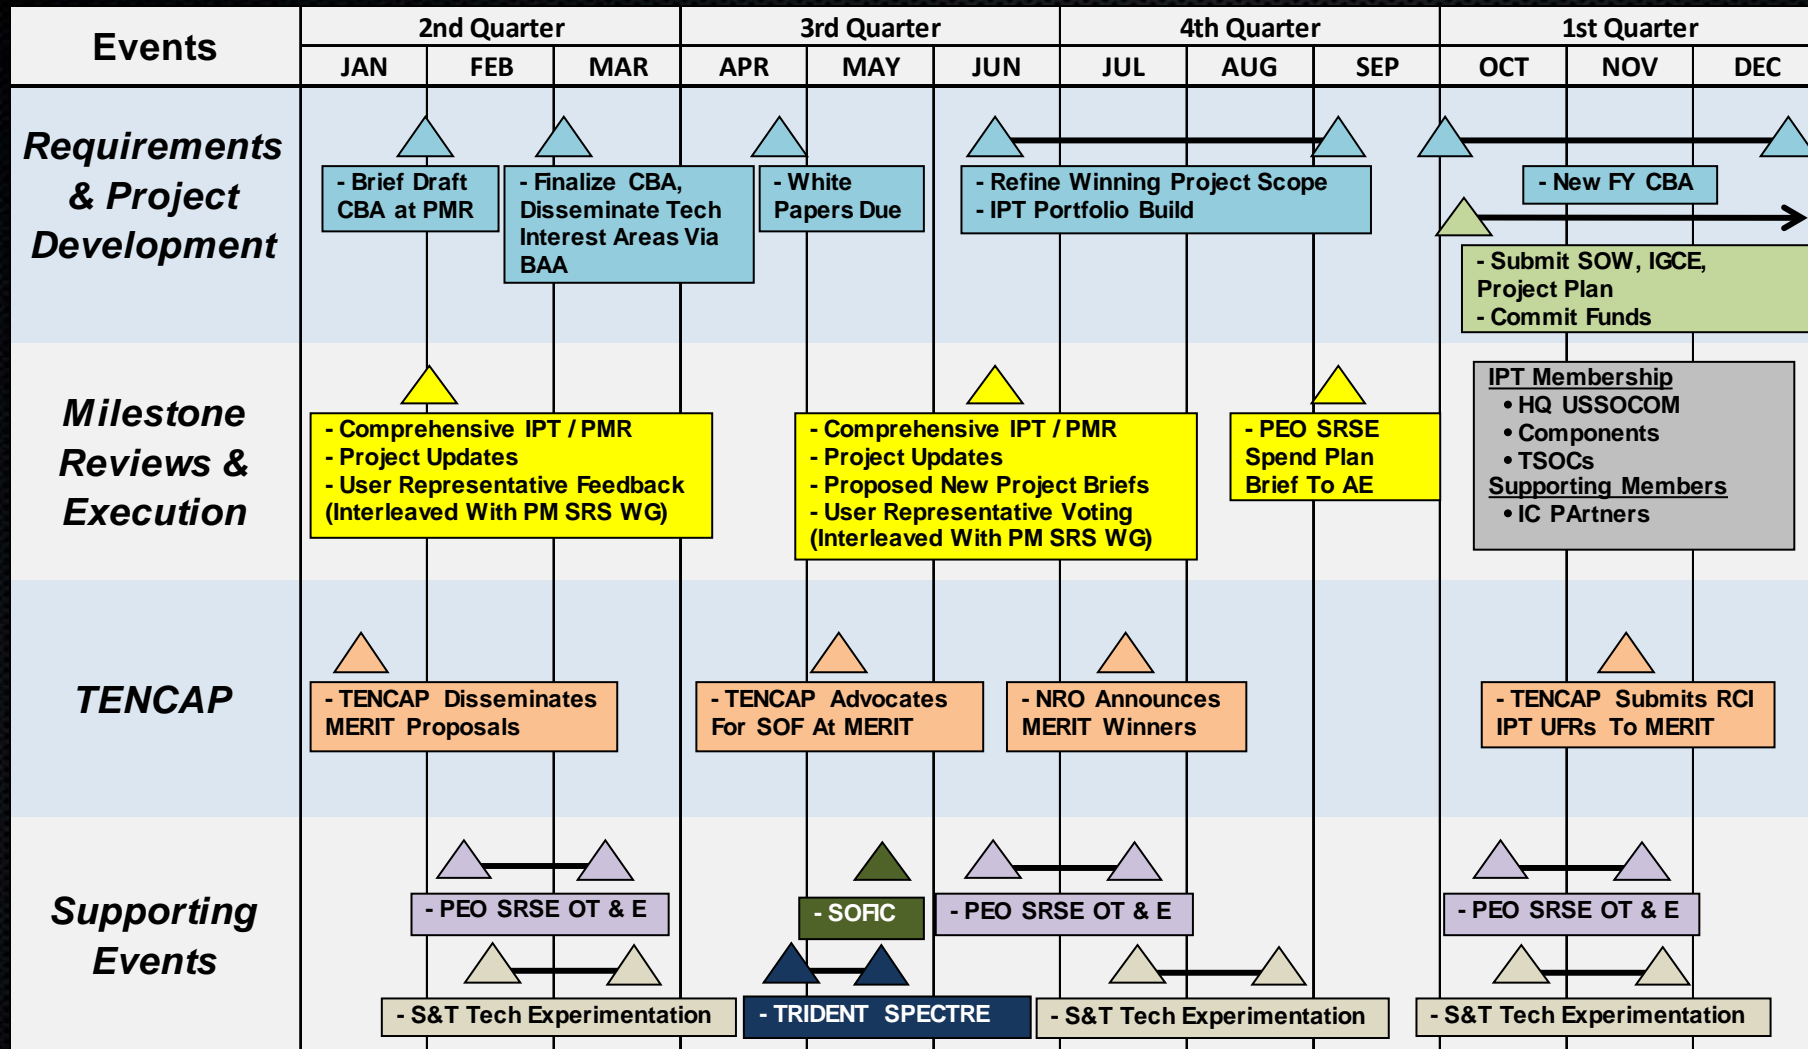 Events
2nd Quarter
3rd Quarter
4th Quarter
1st Quarter
JAN
FEB
MAR
APR
MAY
JUN
JUL
AUG
SEP
OCT
NOV
DEC
Requirements
& Project
Development
- Brief Draft
CBA at PMR
- Finalize CBA,
Disseminate Tech
Interest Areas Via
BAA
- White
Papers Due
- Refine Winning Project Scope
- IPT Portfolio Build
- New FY CBA
- Submit SOW, IGCE,
Project Plan
- Commit Funds
Milestone
Reviews &
Execution
- Comprehensive IPT / PMR
- Project Updates
- User Representative Feedback
(Interleaved With PM SRS WG)
- Comprehensive IPT / PMR
- Project Updates
- Proposed New Project Briefs
- User Representative Voting
(Interleaved With PM SRS WG)
- PEO SRSE
Spend Plan
Brief To AE
IPT Membership
• HQ USSOCOM
• Components
• TSOCs
Supporting Members
• IC PArtners
TENCAP
- TENCAP Disseminates
MERIT Proposals
- TENCAP Advocates
For SOF At MERIT
- NRO Announces
MERIT Winners
- TENCAP Submits RCI
IPT UFRs To MERIT
Supporting
Events
- PEO SRSE OT & E
- SOFIC
- PEO SRSE OT & E
- PEO SRSE OT & E
- S&T Tech Experimentation
- TRIDENT SPECTRE
- S&T Tech Experimentation
- S&T Tech Experimentation